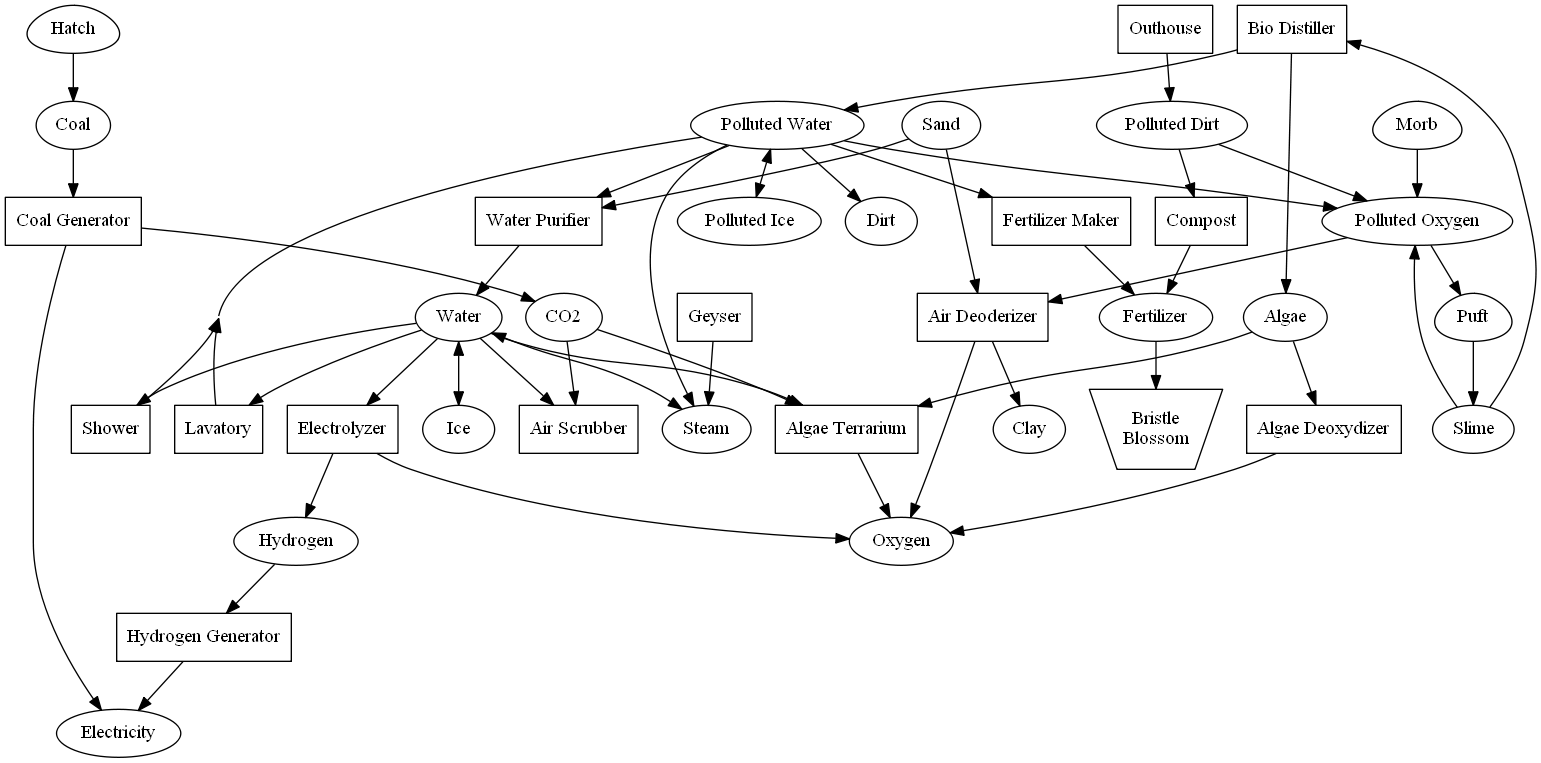 Hatch
Outhouse
Bio Distiller
Coal
Polluted Water
Sand
Polluted Dirt
Morb
Coal Generator
Water Purifier
Polluted Ice
Dirt
Fertilizer Maker
Compost
Polluted Oxygen
Water
CO2
Geyser
Air Deoderizer
Fertilizer
Algae
Puft
Shower
Lavatory
Electrolyzer
Ice
Air Scrubber
Steam
Algae Terrarium
Clay
Bristle
Blossom
Algae Deoxydizer
Slime
Hydrogen
Oxygen
Hydrogen Generator
Electricity